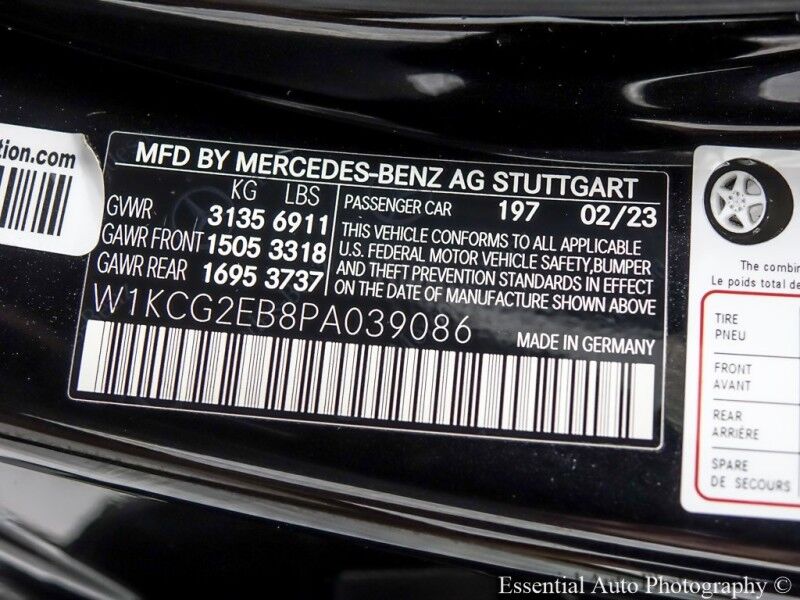 tion.com
MFD BY MERCEDES-BENZ AG STUTTGART
KG LBS
GVWR 3135 6911
GAWR FRONT 1505 3318
GAWR REAR 1695 3737
PASSENGER CAR 197 02/23
THIS VEHICLE CONFORMS TO ALL APPLICABLE
U.S. FEDERAL MOTOR VEHICLE SAFETY,BUMPER
AND THEFT PREVENTION STANDARDS IN EFFECT
ON THE DATE OF MANUFACTURE SHOWN ABOVE
W1KCG2EB8PA039086
MADE IN GERMANY
The combin
Le poids total d
TIRE
PNEU
FRONT
AVANT
REAR
ARRIÈRE
SPARE
DE SECOURS
Essential Auto Photography ©